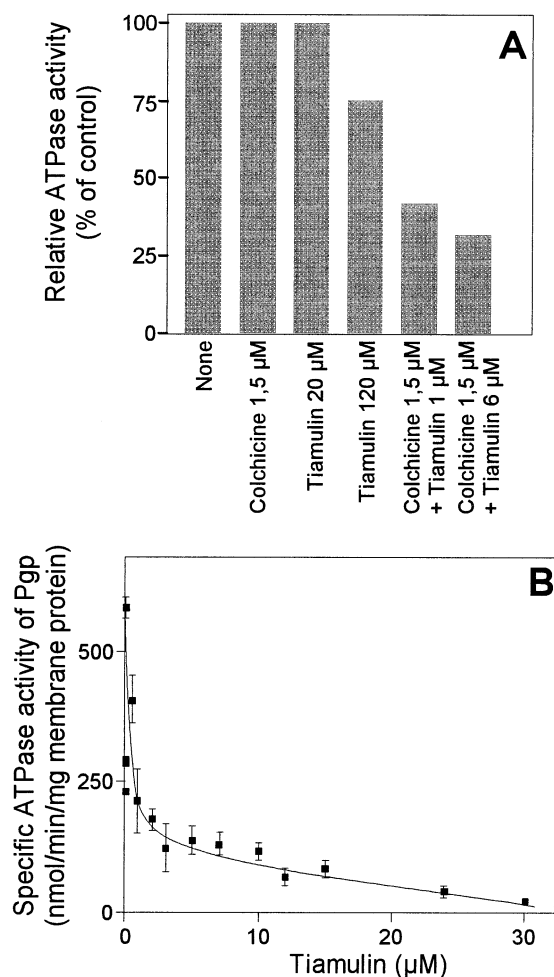 A
Relative ATPase activity
(% of control)
100
75
50
25
0
None
Colchicine 1,5 µM
Tiamulin 20 µM
Tiamulin 120 µM
Colchicine 1,5 µM
+ Tiamulin 1 µM
Colchicine 1,5 µM
+ Tiamulin 6 µM
B
Specific ATPase activity of Pgp
(nmol/min/mg membrane protein)
500
250
0
0
10
20
30
Tiamulin (µM)